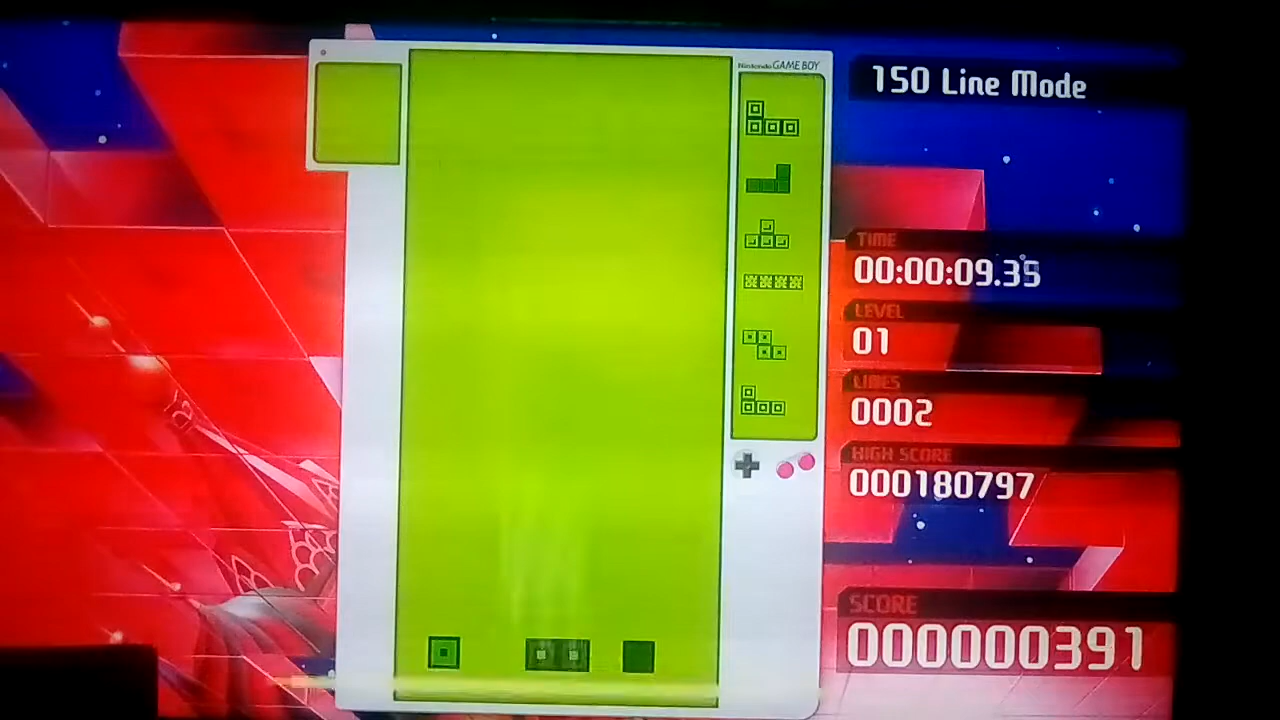 Nintendo GAME BOY
150 Line Mode
TIME
00:00:09.35
LEVEL
01
LINES
0002
HIGH SCORE
000180797
SCORE
000000391